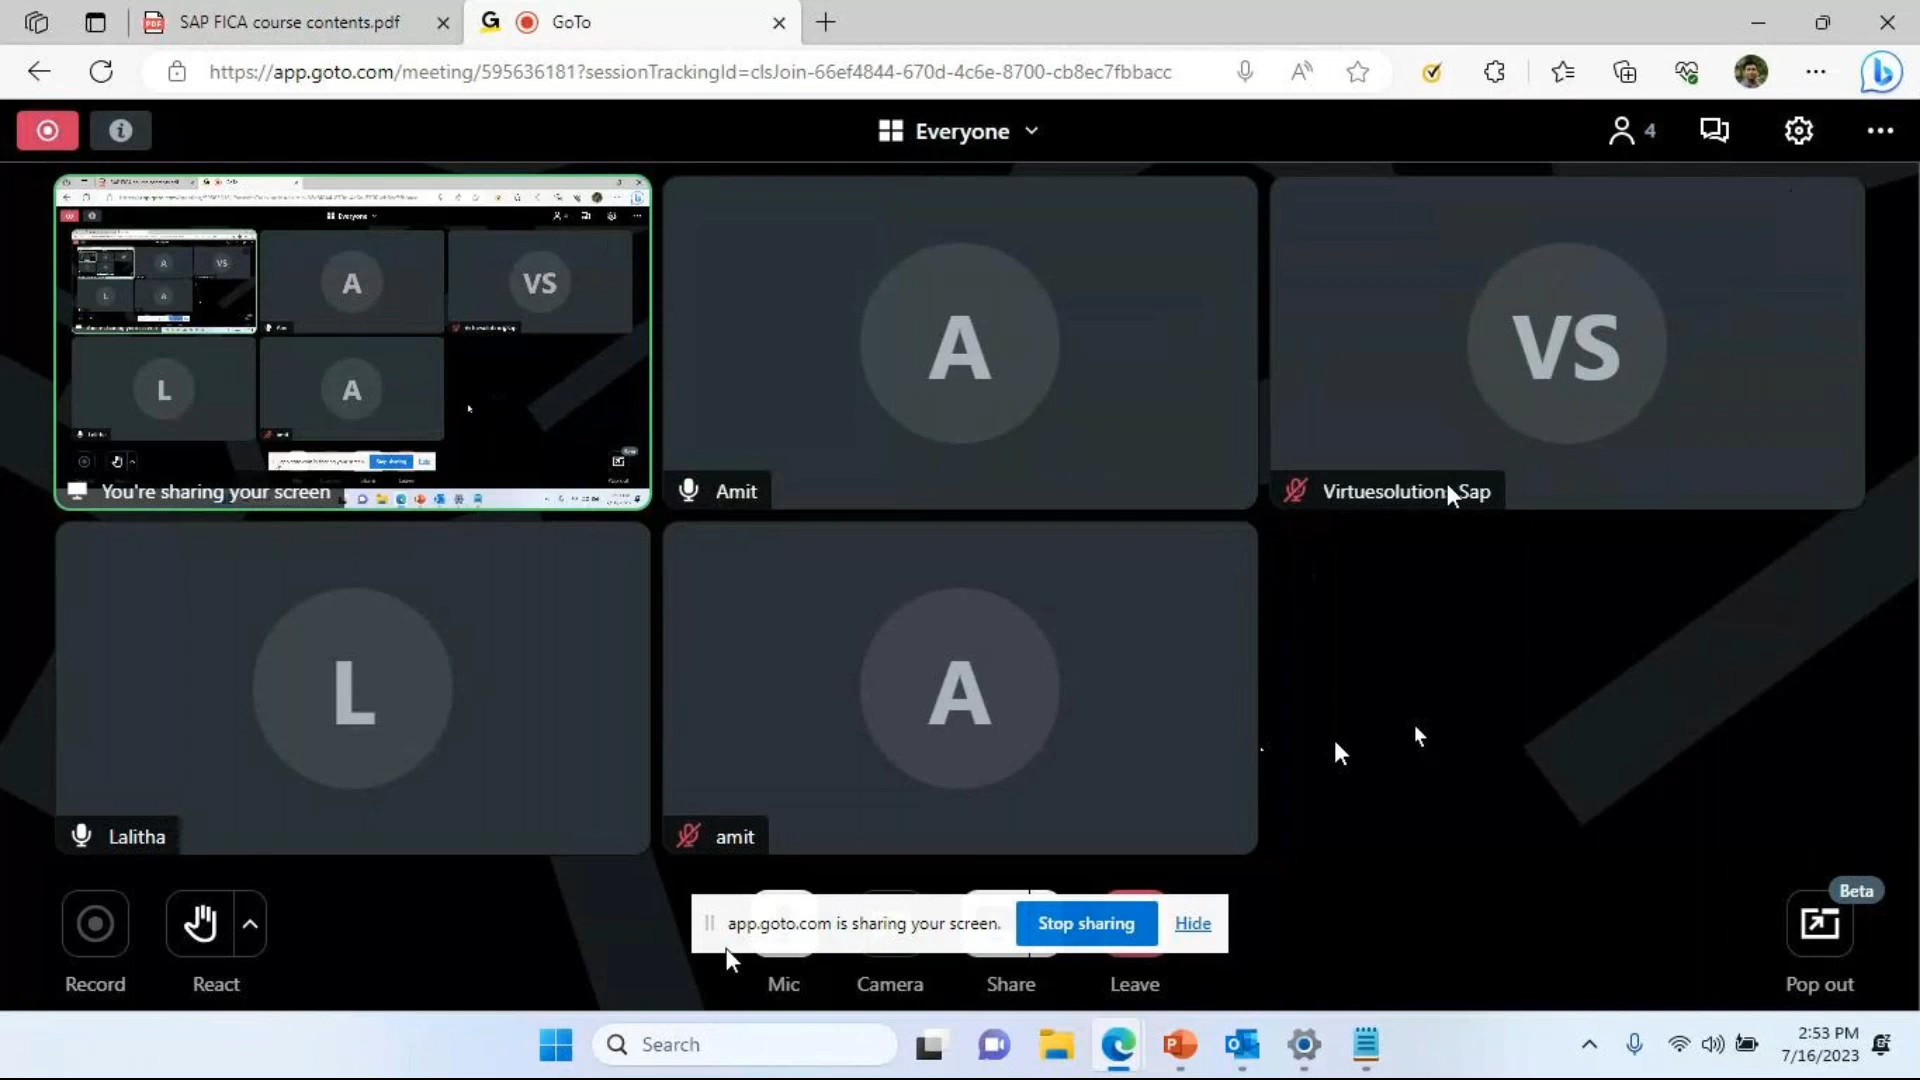 SAP FICA course contents.pdf
GoTo
https://app.goto.com/meeting/595636181?sessionTrackingId=clsJoin-66ef4844-670d-4c6e-8700-cb8ec7fbbacc
Everyone
4
Everyone
A
VS
A
VS
L
A
You're sharing your screen
Amit
Virtuesolution Sap
L
A
Lalitha
amit
Beta
app.goto.com is sharing your screen.
Stop sharing
Hide
Record
React
Mic
Camera
Share
Leave
Pop out
Search
2:53 PM
7/16/2023